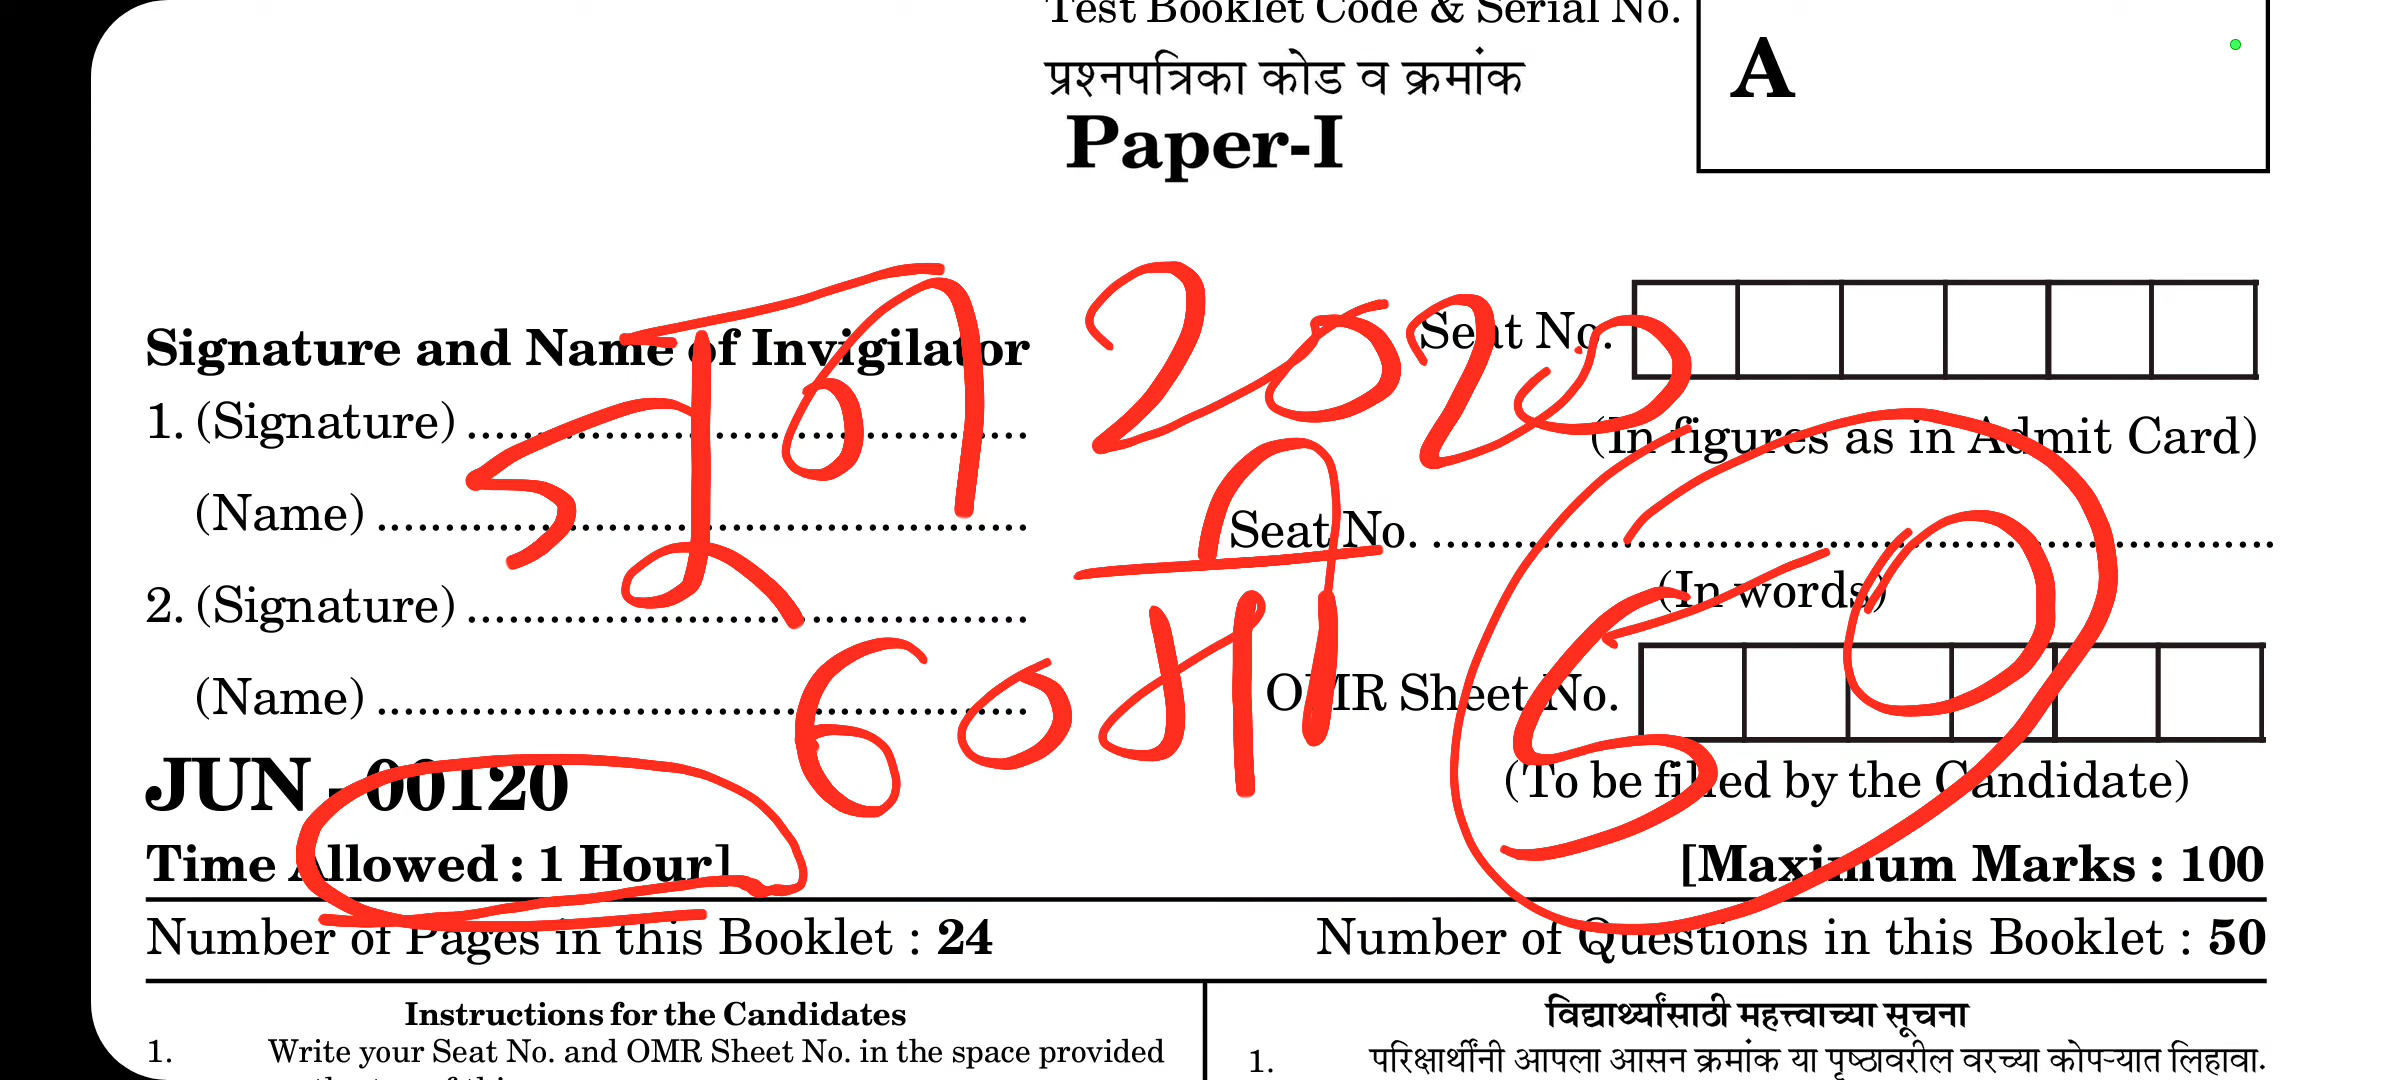 Test Booklet Code & Serial No.
प्रश्नपत्रिका कोड व क्रमांक
A
Paper-I
जून 2020
Signature and Name of Invigilator
Seat No.
1. (Signature) ........................................
(In figures as in Admit Card)
(Name) ........................................
Seat No. ........................................
(In words)
2. (Signature) ........................................
60 मि
50
(Name) ........................................
OMR Sheet No.
(To be filled by the Candidate)
JUN - 00120
Time Allowed : 1 Hour]
[Maximum Marks : 100
Number of Pages in this Booklet : 24
Number of Questions in this Booklet : 50
Instructions for the Candidates
1. Write your Seat No. and OMR Sheet No. in the space provided
विद्यार्थ्यांसाठी महत्त्वाच्या सूचना
1. परिक्षार्थींनी आपला आसन क्रमांक या पृष्ठावरील वरच्या कोपऱ्यात लिहावा.